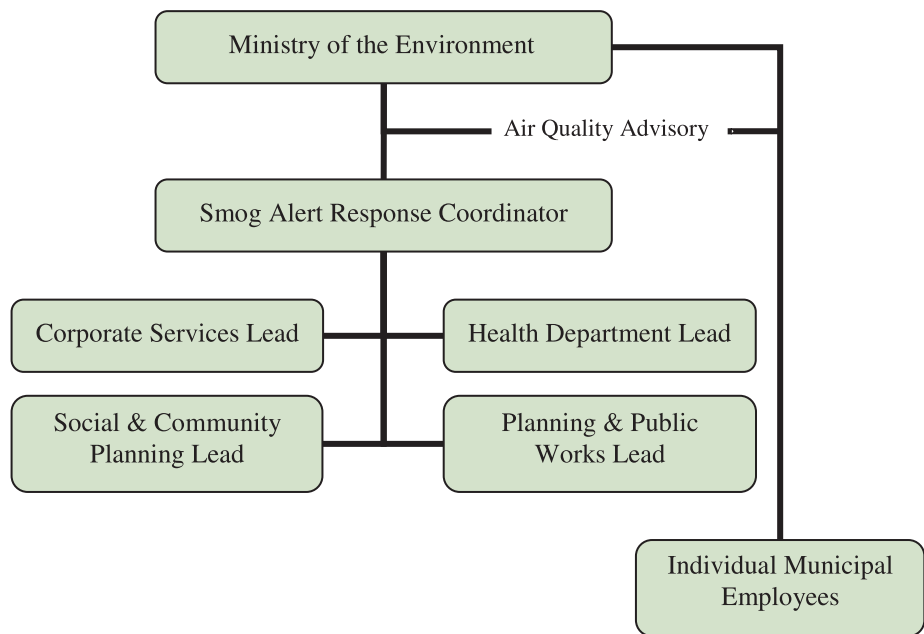 Ministry of the Environment
Air Quality Advisory
Smog Alert Response Coordinator
Corporate Services Lead
Health Department Lead
Social & Community
Planning Lead
Planning & Public
Works Lead
Individual Municipal
Employees